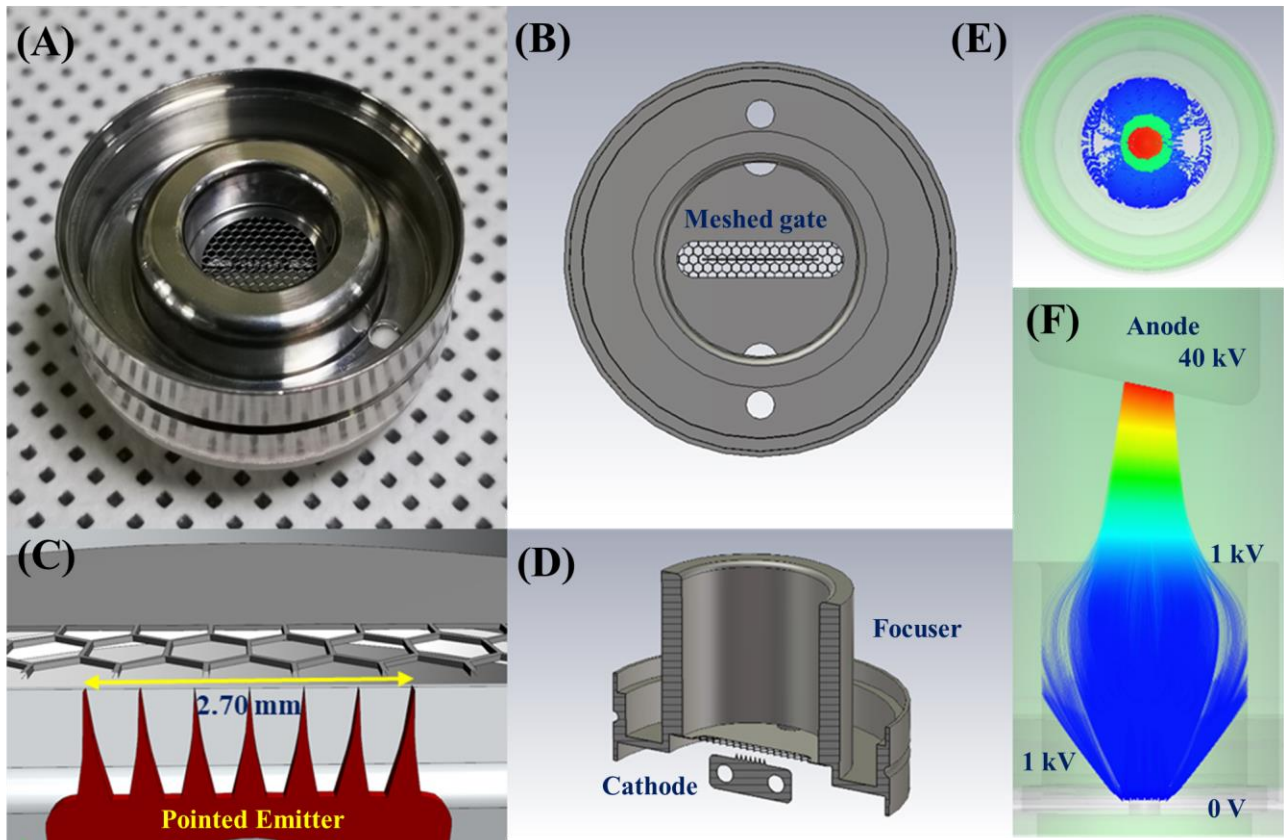 (A)
(B)
Meshed gate
(C)
2.70 mm
Pointed Emitter
(D)
Focuser
Cathode
(E)
(F)
Anode
40 kV
1 kV
1 kV
0 V